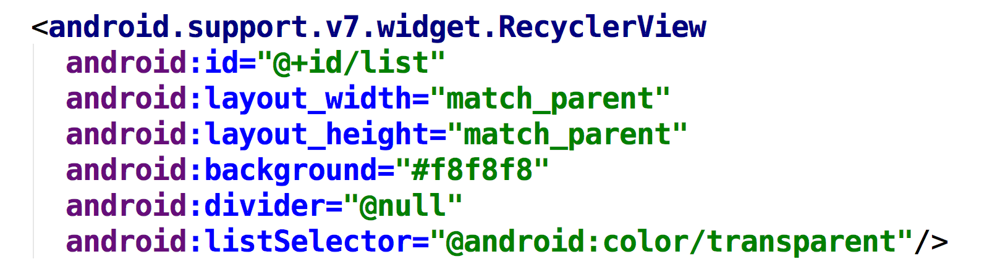 <android.support.v7.widget.RecyclerView
android:id="@+id/list"
android:layout_width="match_parent"
android:layout_height="match_parent"
android:background="#f8f8f8"
android:divider="@null"
android:listSelector="@android:color/transparent"/>